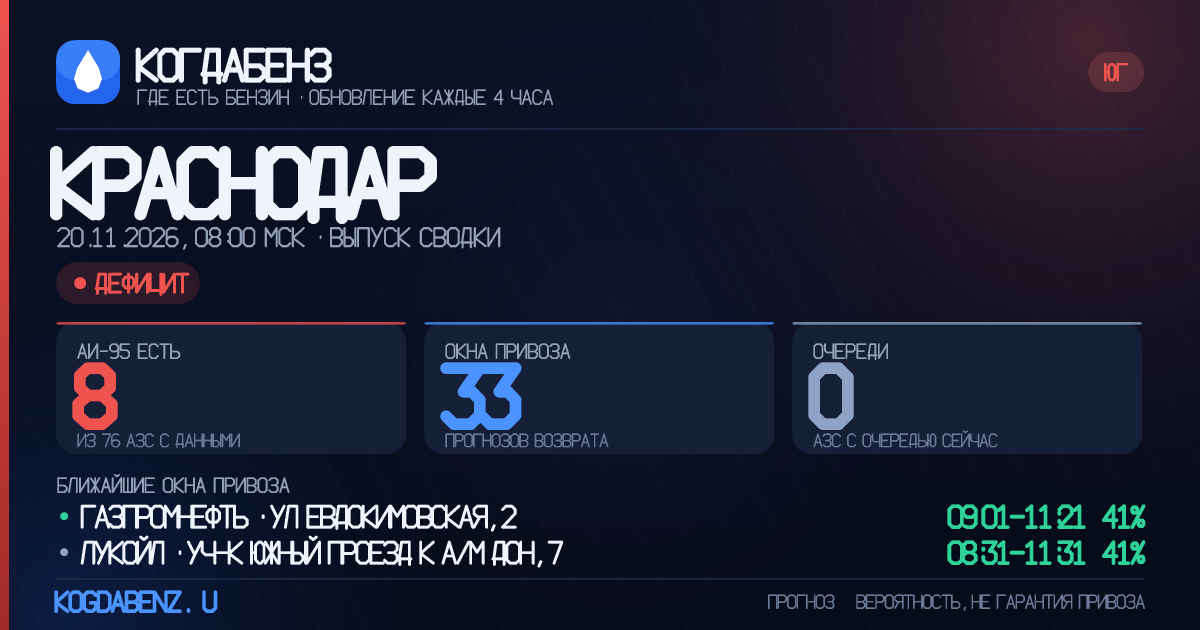 КОГДАБЕНЗ
ГДЕ ЕСТЬ БЕНЗИН · ОБНОВЛЕНИЕ КАЖДЫЕ 4 ЧАСА
ЮГ
КРАСНОДАР
20.11.2026, 08:00 МСК · ВЫПУСК СВОДКИ
• ДЕФИЦИТ
АИ-95 ЕСТЬ
8
ИЗ 76 АЗС С ДАННЫМИ
ОКНА ПРИВОЗА
33
ПРОГНОЗОВ ВОЗВРАТА
ОЧЕРЕДИ
0
АЗС С ОЧЕРЕДЬЮ СЕЙЧАС
БЛИЖАЙШИЕ ОКНА ПРИВОЗА
• ГАЗПРОМНЕФТЬ · УЛ ЕВДОКИМОВСКАЯ, 2 09:01-11:21 41%
• ЛУКОЙЛ · УЧ-К ЮЖНЫЙ ПРОЕЗД К А/М ДОН, 7 08:31-11:31 41%
KOGDABENZ. U
ПРОГНОЗ ВЕРОЯТНОСТЬ, НЕ ГАРАНТИЯ ПРИВОЗА